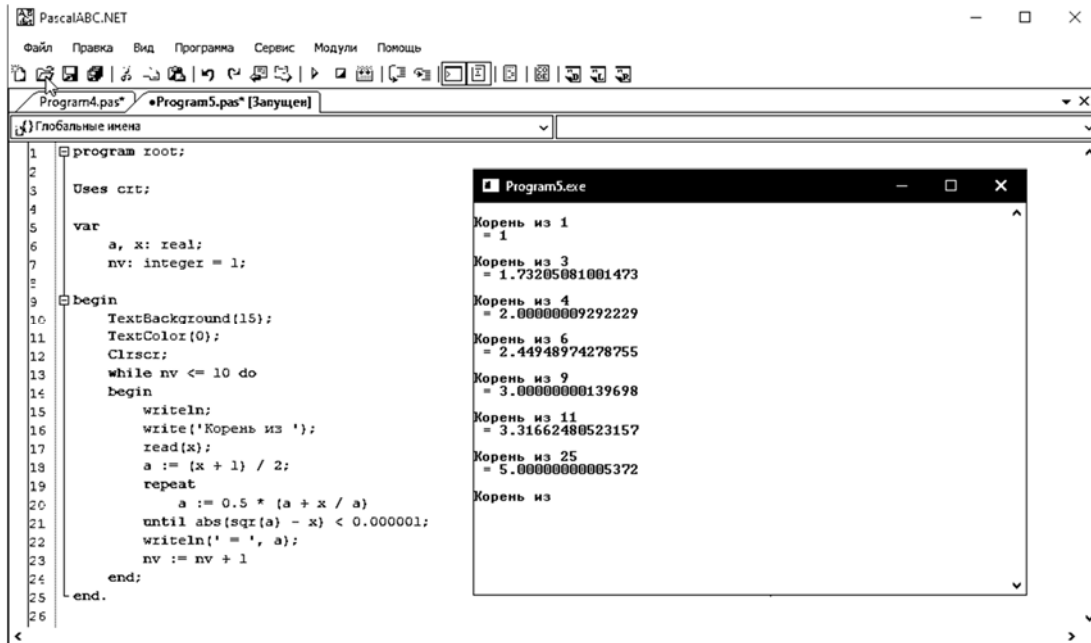 PascalABC.NET
Файл Правка Вид Программа Сервис Модули Помощь
Program4.pas* •Program5.pas* [Запущен]
Глобальные имена
1 program root;
2
3 Uses crt;
4
5 var
6 a, x: real;
7 nv: integer = 1;
8
9 begin
10 TextBackground(15);
11 TextColor(0);
12 Clrscr;
13 while nv <= 10 do
14 begin
15 writeln;
16 write('Корень из ');
17 read(x);
18 a := (x + 1) / 2;
19 repeat
20 a := 0.5 * (a + x / a)
21 until abs(sqr(a) - x) < 0.000001;
22 writeln(' = ', a);
23 nv := nv + 1
24 end;
25 end.
26
Program5.exe
Корень из 1
= 1
Корень из 3
= 1.73205081001473
Корень из 4
= 2.00000009292229
Корень из 6
= 2.44948974278755
Корень из 9
= 3.00000000139698
Корень из 11
= 3.31662480523157
Корень из 25
= 5.00000000005372
Корень из